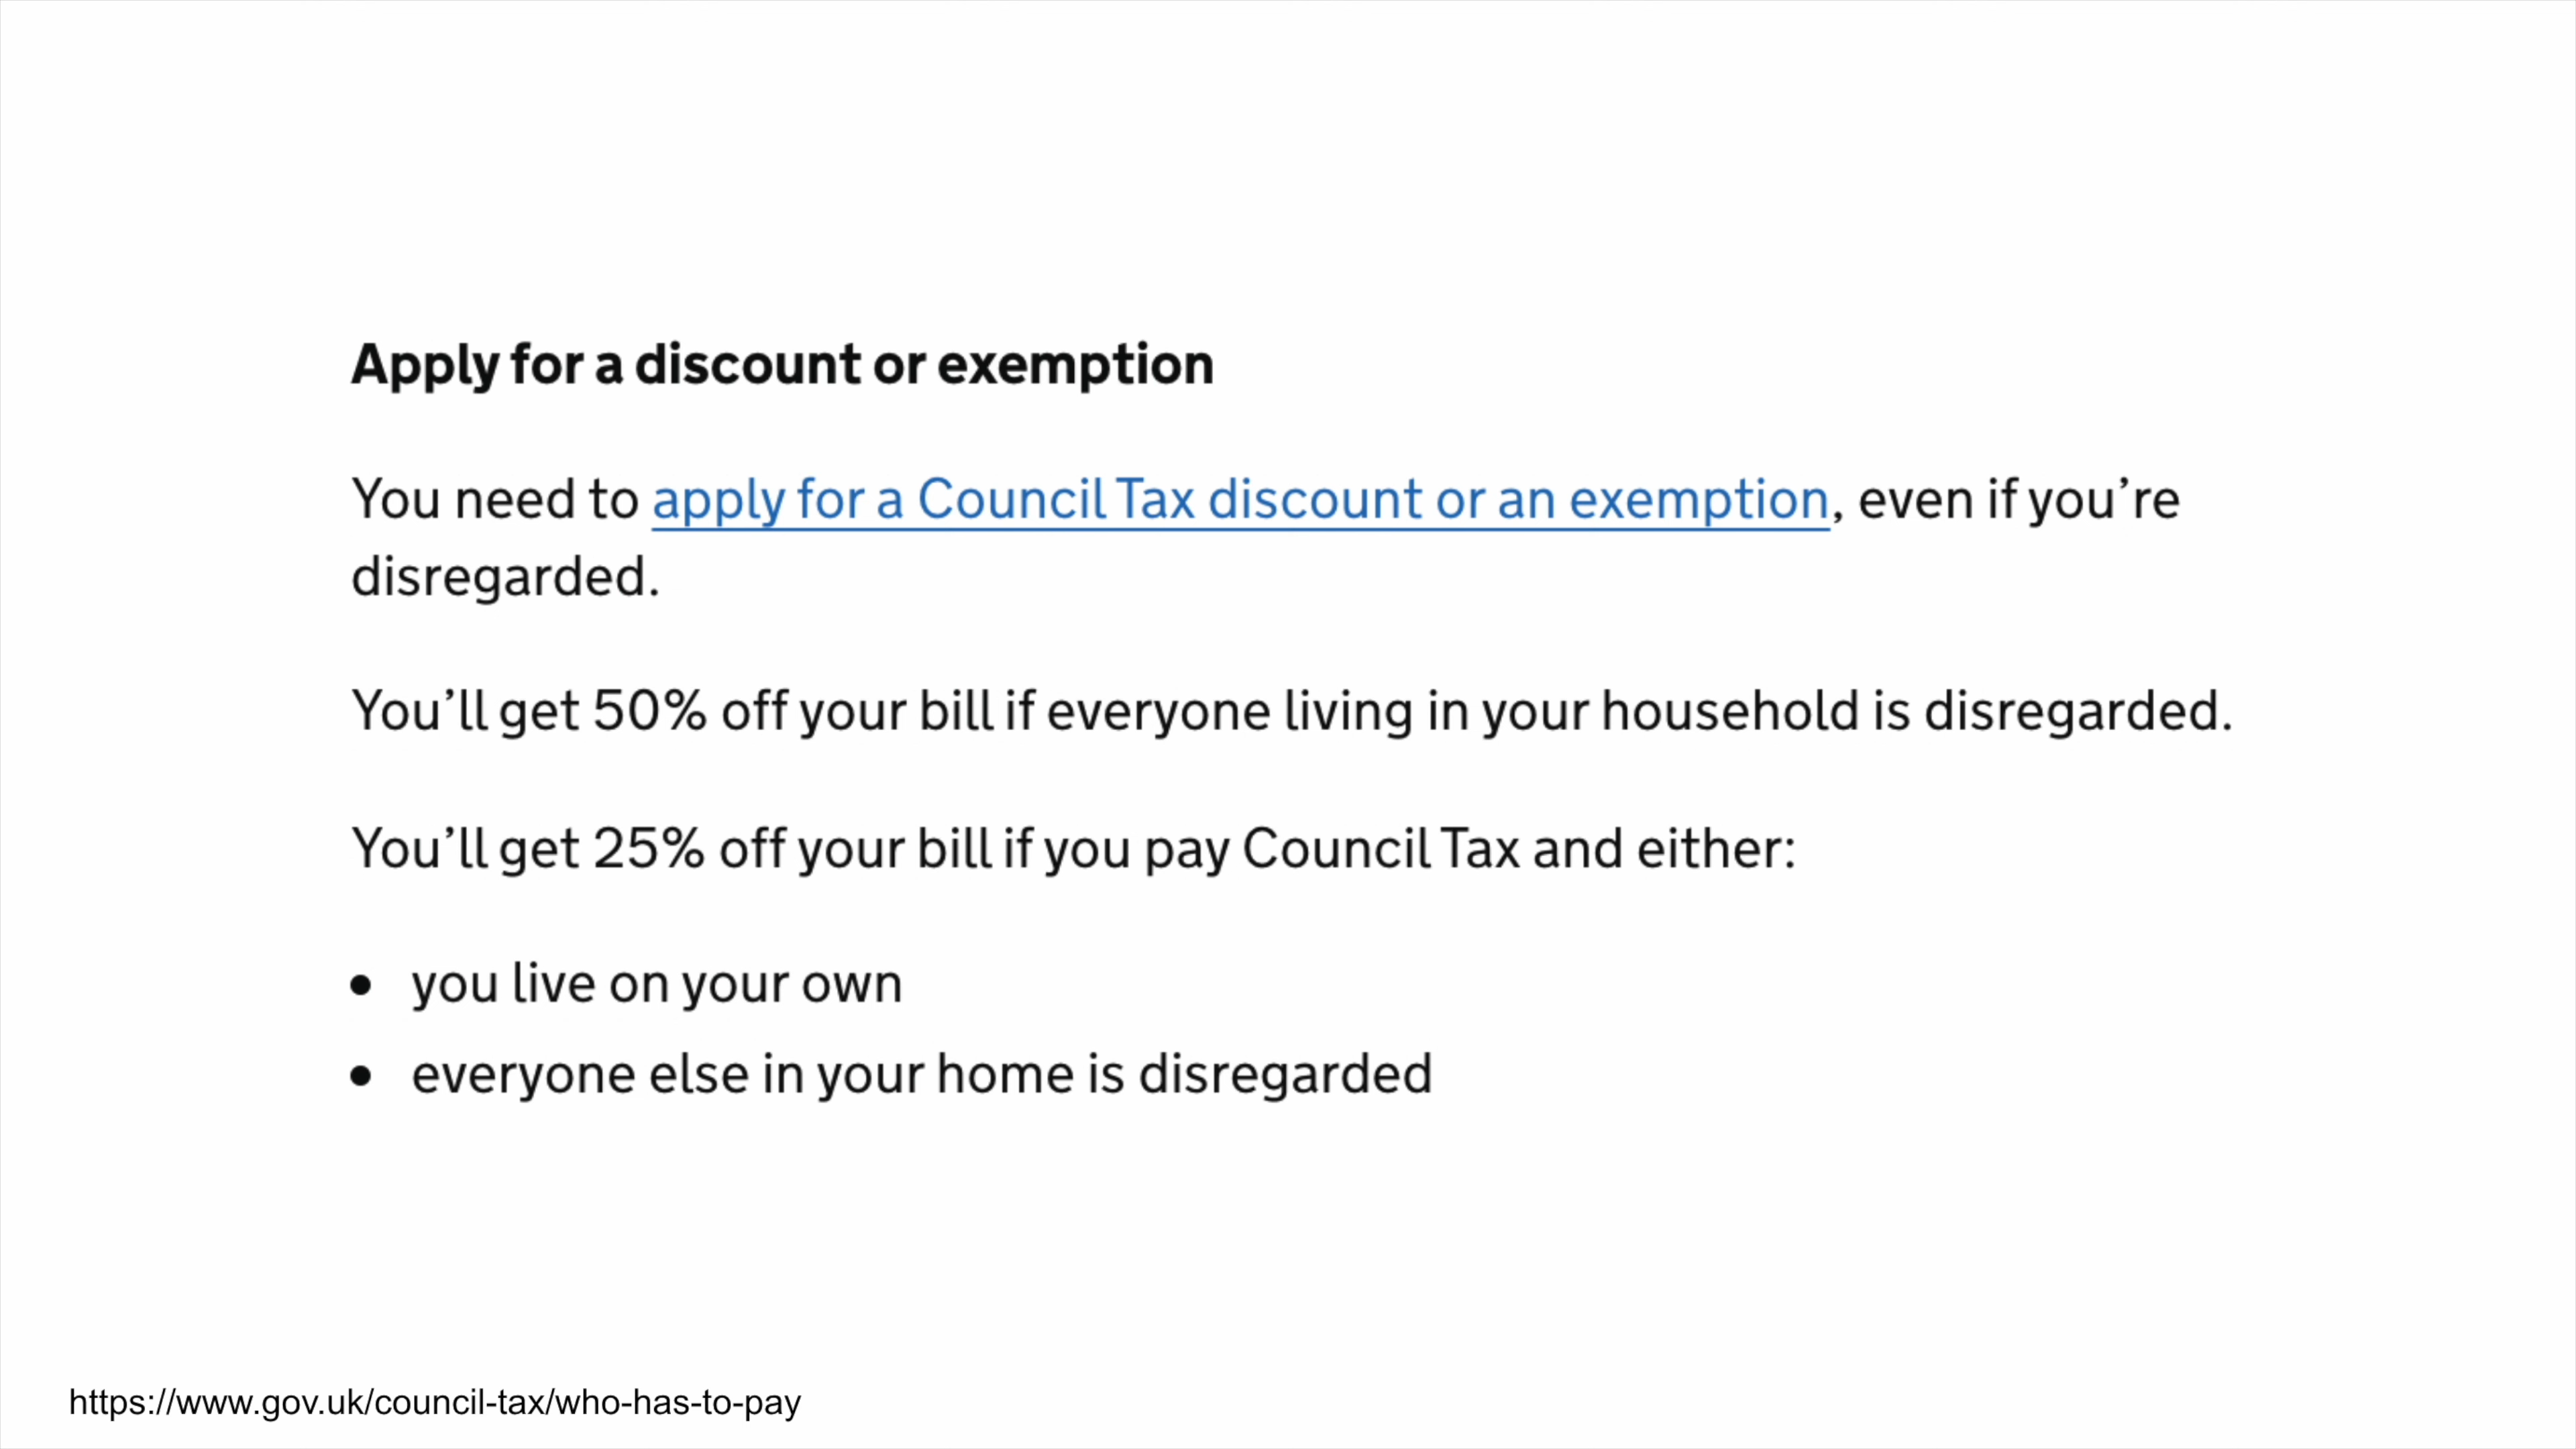 Apply for a discount or exemption
You need to apply for a Council Tax discount or an exemption, even if you’re
disregarded.
You’ll get 50% off your bill if everyone living in your household is disregarded.
You’ll get 25% off your bill if you pay Council Tax and either:
• you live on your own
• everyone else in your home is disregarded
https://www.gov.uk/council-tax/who-has-to-pay